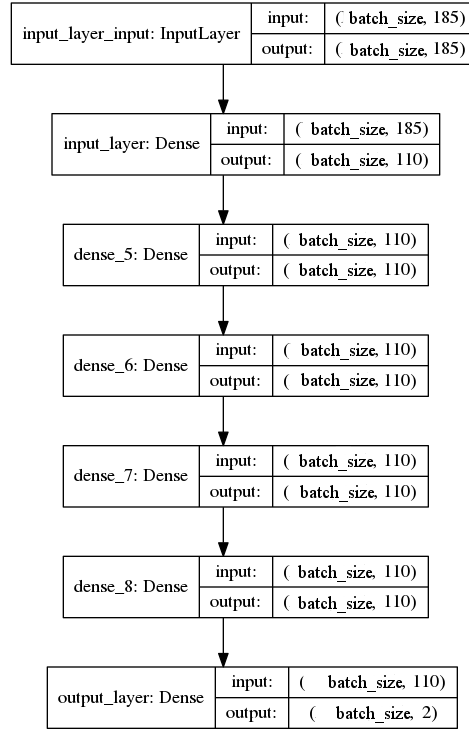 input_layer_input: InputLayer
input: ( batch_size, 185)
output: ( batch_size, 185)
input_layer: Dense
input: ( batch_size, 185)
output: ( batch_size, 110)
dense_5: Dense
input: ( batch_size, 110)
output: ( batch_size, 110)
dense_6: Dense
input: ( batch_size, 110)
output: ( batch_size, 110)
dense_7: Dense
input: ( batch_size, 110)
output: ( batch_size, 110)
dense_8: Dense
input: ( batch_size, 110)
output: ( batch_size, 110)
output_layer: Dense
input: ( batch_size, 110)
output: ( batch_size, 2)